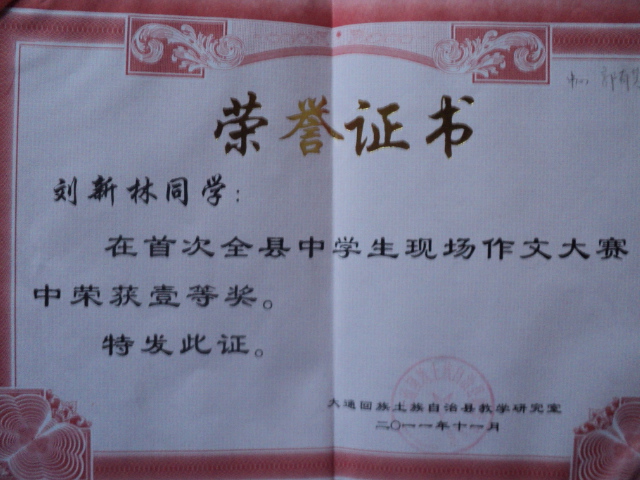 荣誉证书
刘新林同学：
在首次全县中学生现场作文大赛
中荣获壹等奖。
特发此证。
大通回族土族自治县教学研究室
二〇一一年十一月